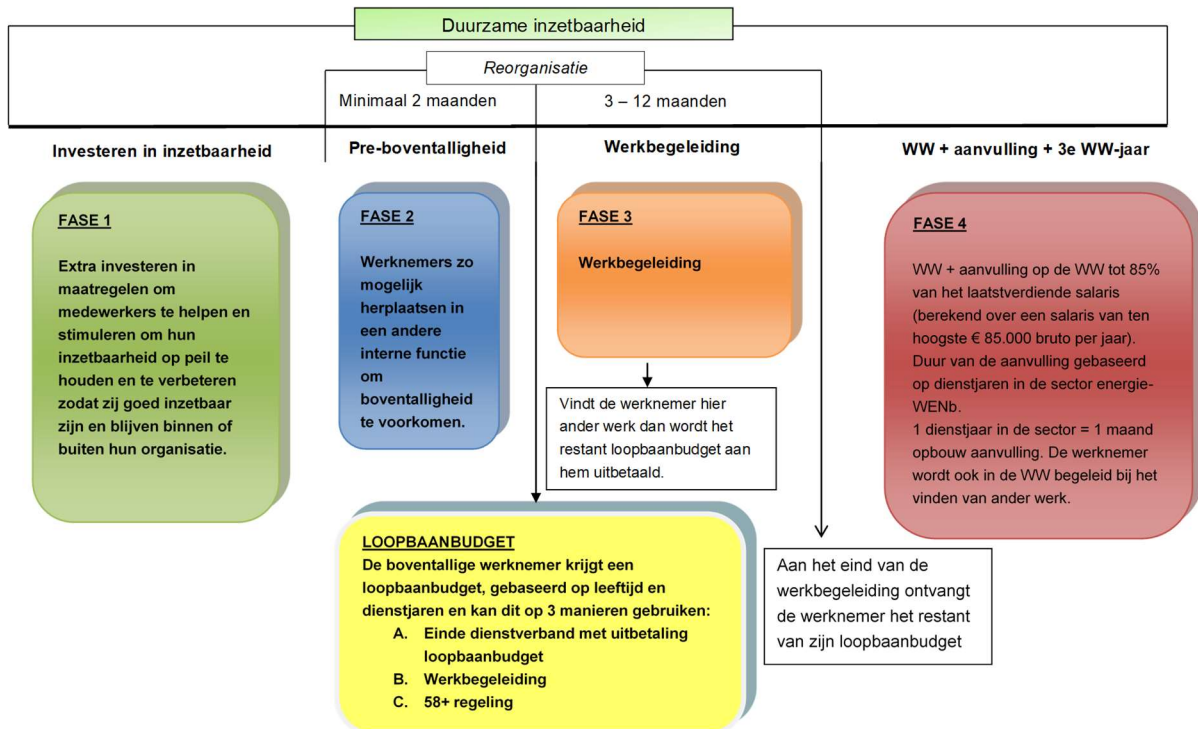 Duurzame inzetbaarheid
Reorganisatie
Minimaal 2 maanden
3 – 12 maanden
Investeren in inzetbaarheid
Pre-boventalligheid
Werkbegeleiding
WW + aanvulling + 3e WW-jaar
FASE 1
Extra investeren in
maatregelen om
medewerkers te helpen en
stimuleren om hun
inzetbaarheid op peil te
houden en te verbeteren
zodat zij goed inzetbaar
zijn en blijven binnen of
buiten hun organisatie.
FASE 2
Werknemers zo
mogelijk
herplaatsen in
een andere
interne functie
om
boventalligheid
te voorkomen.
FASE 3
Werkbegeleiding
Vindt de werknemer hier
ander werk dan wordt het
restant loopbaanbudget aan
hem uitbetaald.
FASE 4
WW + aanvulling op de WW tot 85%
van het laatstverdiende salaris
(berekend over een salaris van ten
hoogste € 85.000 bruto per jaar).
Duur van de aanvulling gebaseerd
op dienstjaren in de sector energie-
WENb.
1 dienstjaar in de sector = 1 maand
opbouw aanvulling. De werknemer
wordt ook in de WW begeleid bij het
vinden van ander werk.
LOOPBAANBUDGET
De boventallige werknemer krijgt een
loopbaanbudget, gebaseerd op leeftijd en
dienstjaren en kan dit op 3 manieren gebruiken:
A. Einde dienstverband met uitbetaling
loopbaanbudget
B. Werkbegeleiding
C. 58+ regeling
Aan het eind van de
werkbegeleiding ontvangt
de werknemer het restant
van zijn loopbaanbudget